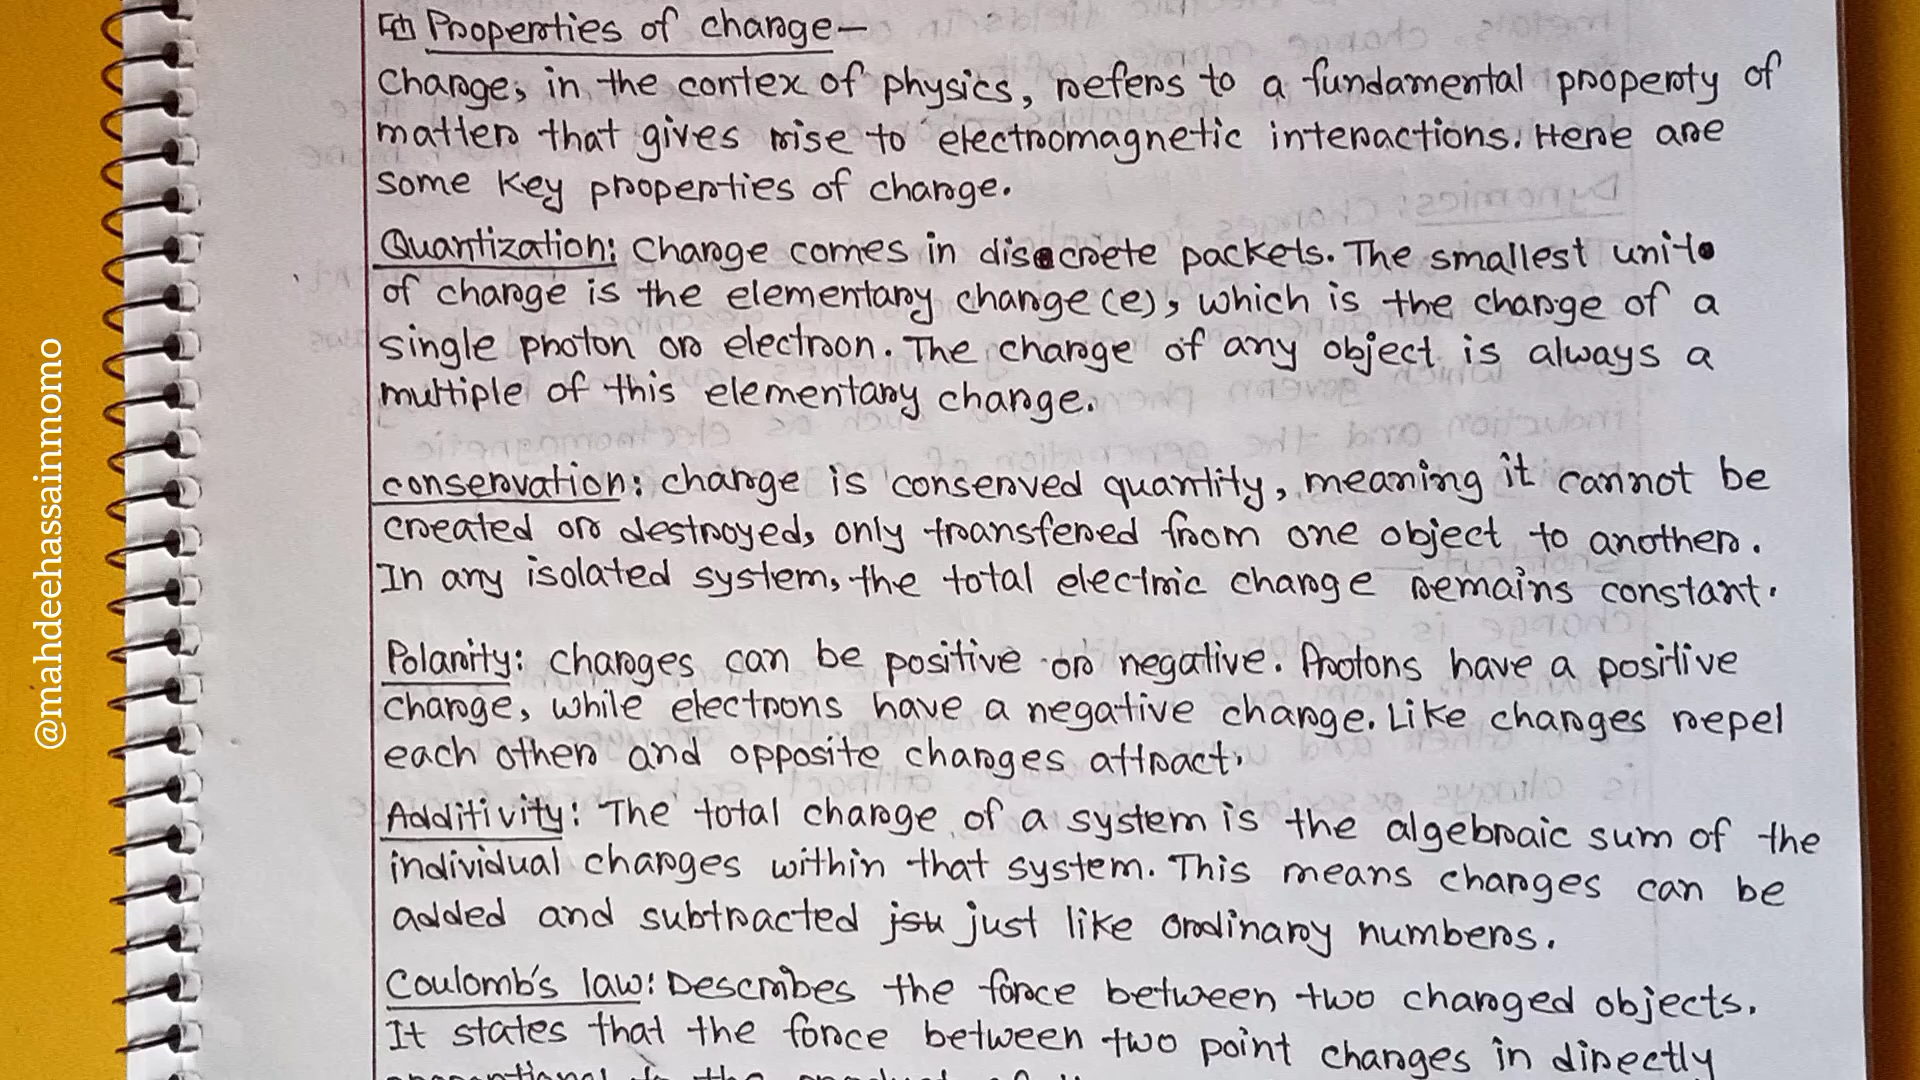 Properties of charge—
Charge, in the contex of physics, refers to a fundamental property of
matter that gives rise to electromagnetic interactions. Here are
some key properties of charge.
Quantization: Charge comes in discrete packets. The smallest unit
of charge is the elementary charge (e), which is the charge of a
single photon or electron. The charge of any object is always a
multiple of this elementary charge.
conservation: charge is conserved quantity, meaning it cannot be
created or destroyed, only transfered from one object to another.
In any isolated system, the total electric charge remains constant.
Polarity: charges can be positive or negative. Protons have a positive
charge, while electrons have a negative charge. Like charges repel
each other and opposite charges attract.
Additivity: The total charge of a system is the algebraic sum of the
individual charges within that system. This means charges can be
added and subtracted jsu just like ordinary numbers.
Coulomb's law: Describes the force between two charged objects.
It states that the force between two point charges in directly
the
@mahdeehassainmomo